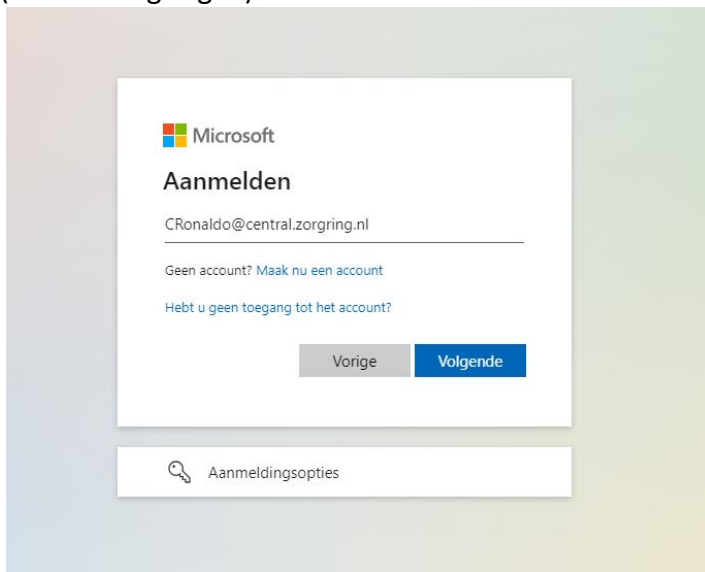 Microsoft
Aanmelden
CRonaldo@central.zorgring.nl
Geen account? Maak nu een account
Hebt u geen toegang tot het account?
Vorige Volgende
Aanmeldingsopties